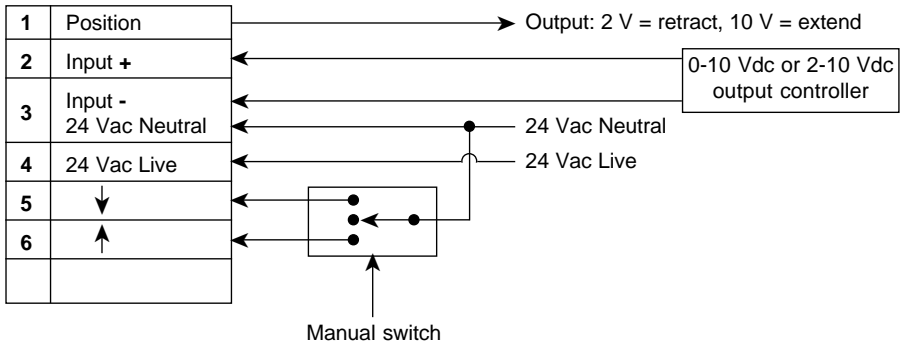 1 Position
Output: 2 V = retract, 10 V = extend
2 Input +
0-10 Vdc or 2-10 Vdc
output controller
3 Input -
24 Vac Neutral
24 Vac Neutral
4 24 Vac Live
24 Vac Live
5 ↓
6 ↑
Manual switch